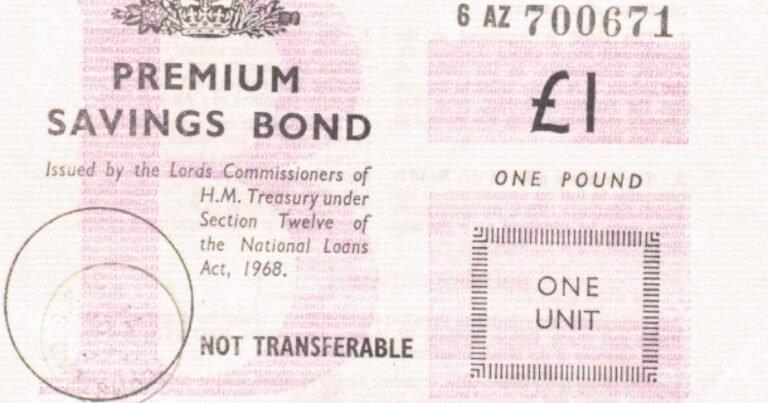 6 AZ 700671
PREMIUM
SAVINGS BOND
£1
Issued by the Lords Commissioners of
H.M. Treasury under
Section Twelve of
the National Loans
Act, 1968.
ONE POUND
ONE
UNIT
NOT TRANSFERABLE